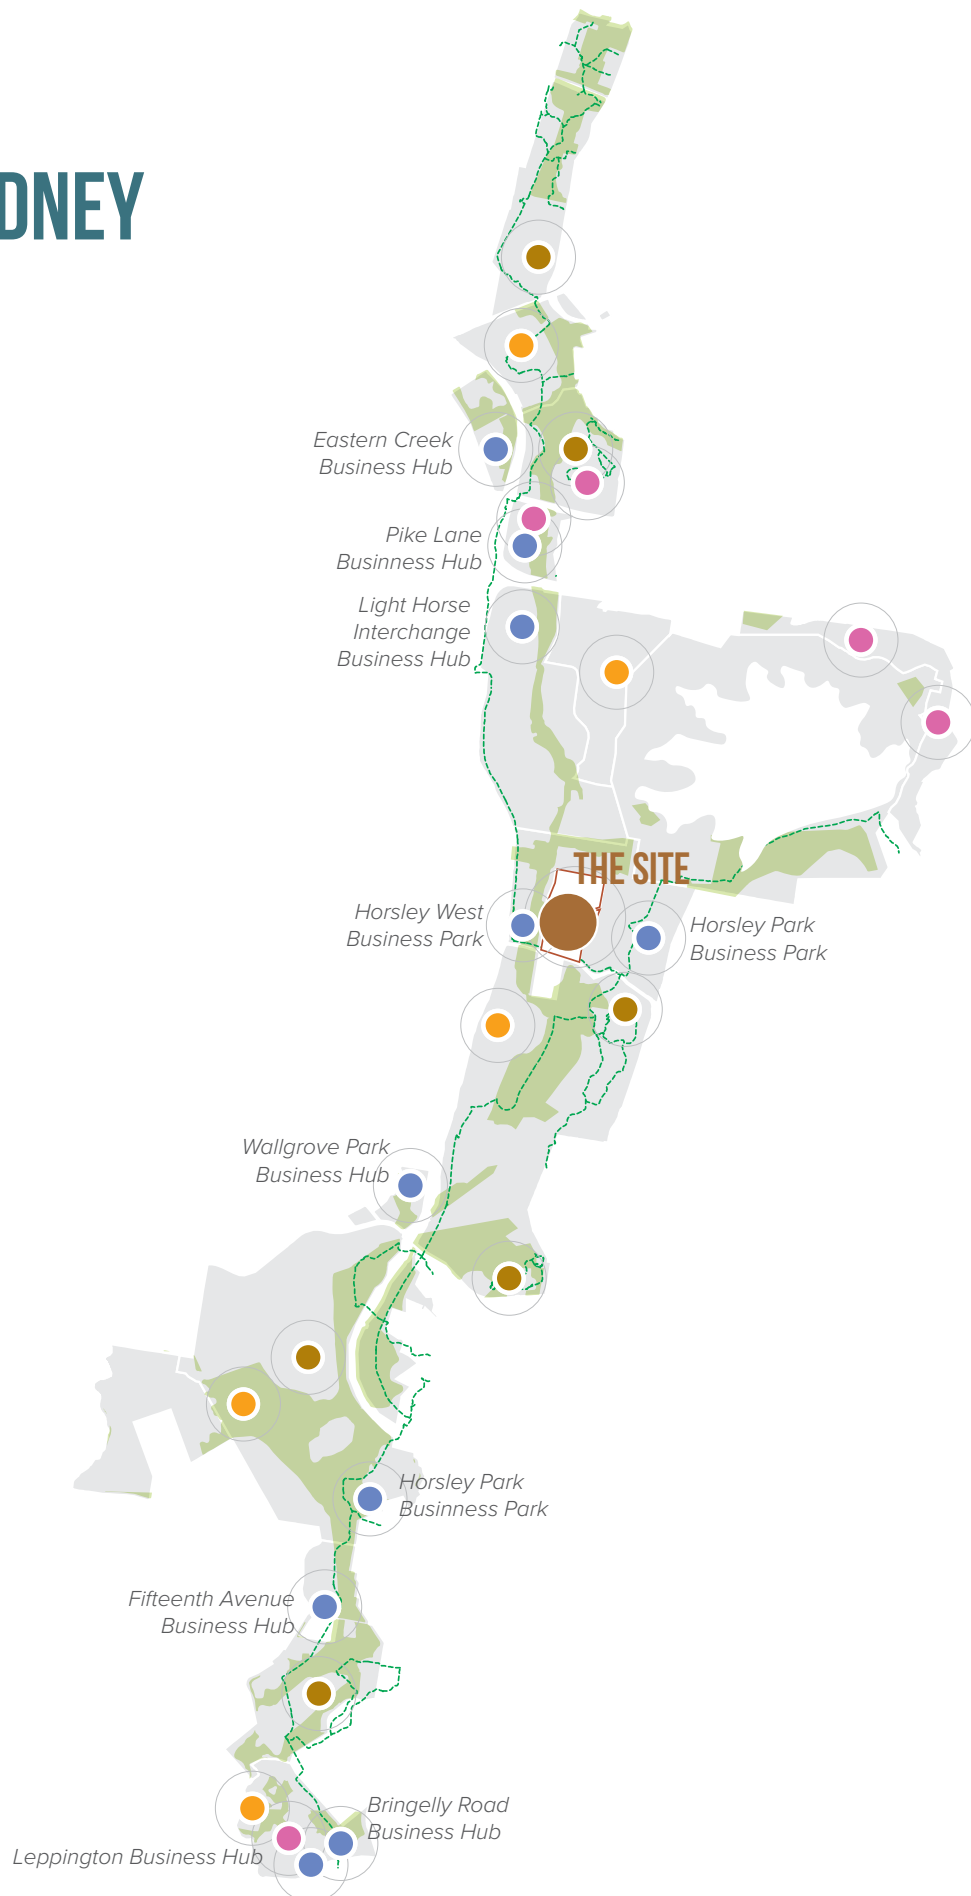 DNEY
Eastern Creek
Business Hub
Pike Lane
Businness Hub
Light Horse
Interchange
Business Hub
THE SITE
Horsley West
Business Park
Horsley Park
Business Park
Wallgrove Park
Business Hub
Horsley Park
Businness Park
Fifteenth Avenue
Business Hub
Bringelly Road
Business Hub
Leppington Business Hub